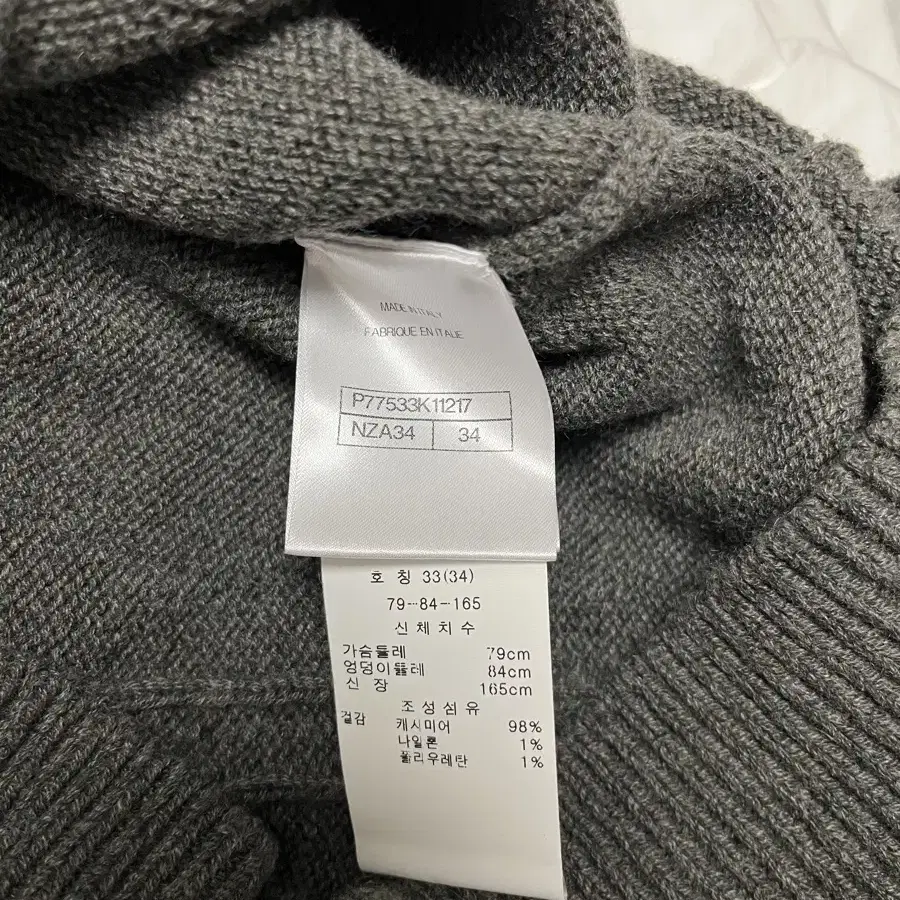 MADE IN ITALY
FABRIQUE EN ITALIE
P77533K11217
NZA34 34
호 칭 33(34)
79-84-165
신체치수
가슴둘레 79cm
엉덩이둘레 84cm
신 장 165cm
조성섬유
겉감 캐시미어 98%
나일론 1%
폴리우레탄 1%